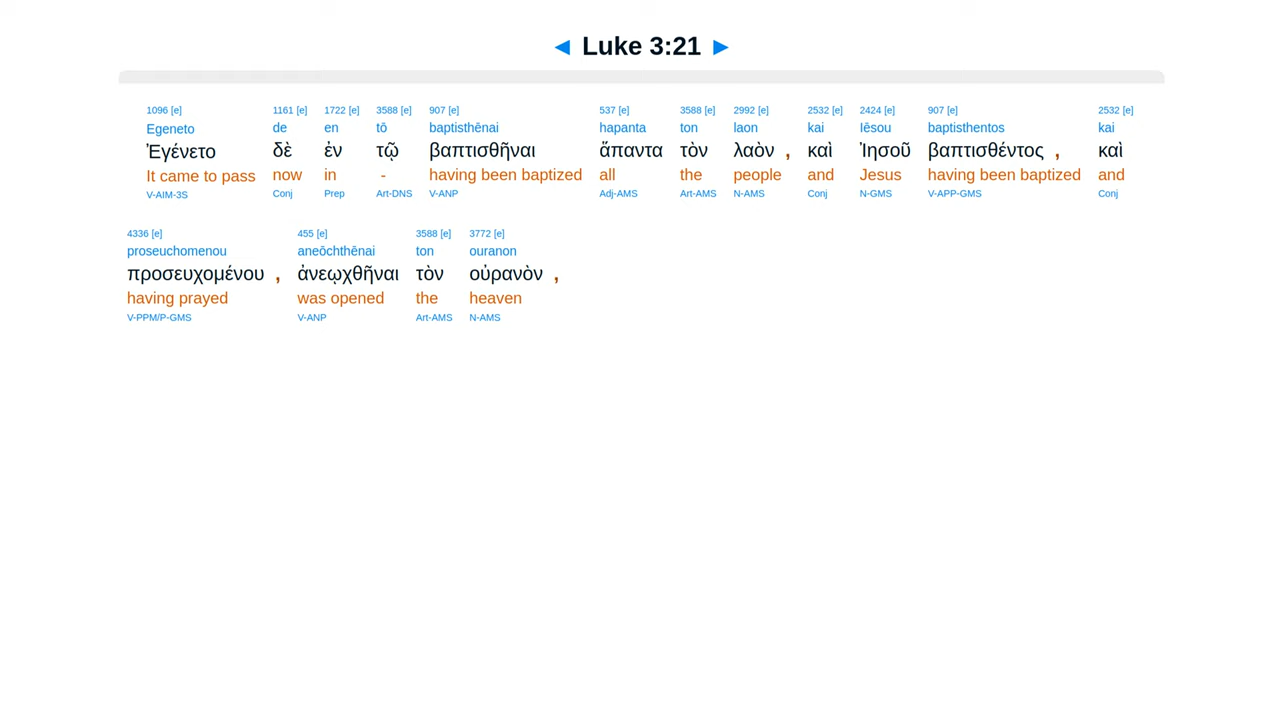 ◄ Luke 3:21 ►
1096 [e] 1161 [e] 1722 [e] 3588 [e] 907 [e] 537 [e] 3588 [e] 2992 [e] 2532 [e] 2424 [e] 907 [e] 2532 [e]
Egeneto de en tō baptisthēnai hapanta ton laon kai Iēsou baptisthentos kai
Ἐγένετο δὲ ἐν τῷ βαπτισθῆναι ἅπαντα τὸν λαὸν , καὶ Ἰησοῦ βαπτισθέντος , καὶ
It came to pass now in - having been baptized all the people and Jesus having been baptized and
V-AIM-3S Conj Prep Art-DNS V-ANP Adj-AMS Art-AMS N-AMS Conj N-GMS V-APP-GMS Conj
4336 [e] 455 [e] 3588 [e] 3772 [e]
proseuchomenou aneōchthēnai ton ouranon
προσευχομένου , ἀνεῳχθῆναι τὸν οὐρανὸν ,
having prayed was opened the heaven
V-PPM/P-GMS V-ANP Art-AMS N-AMS